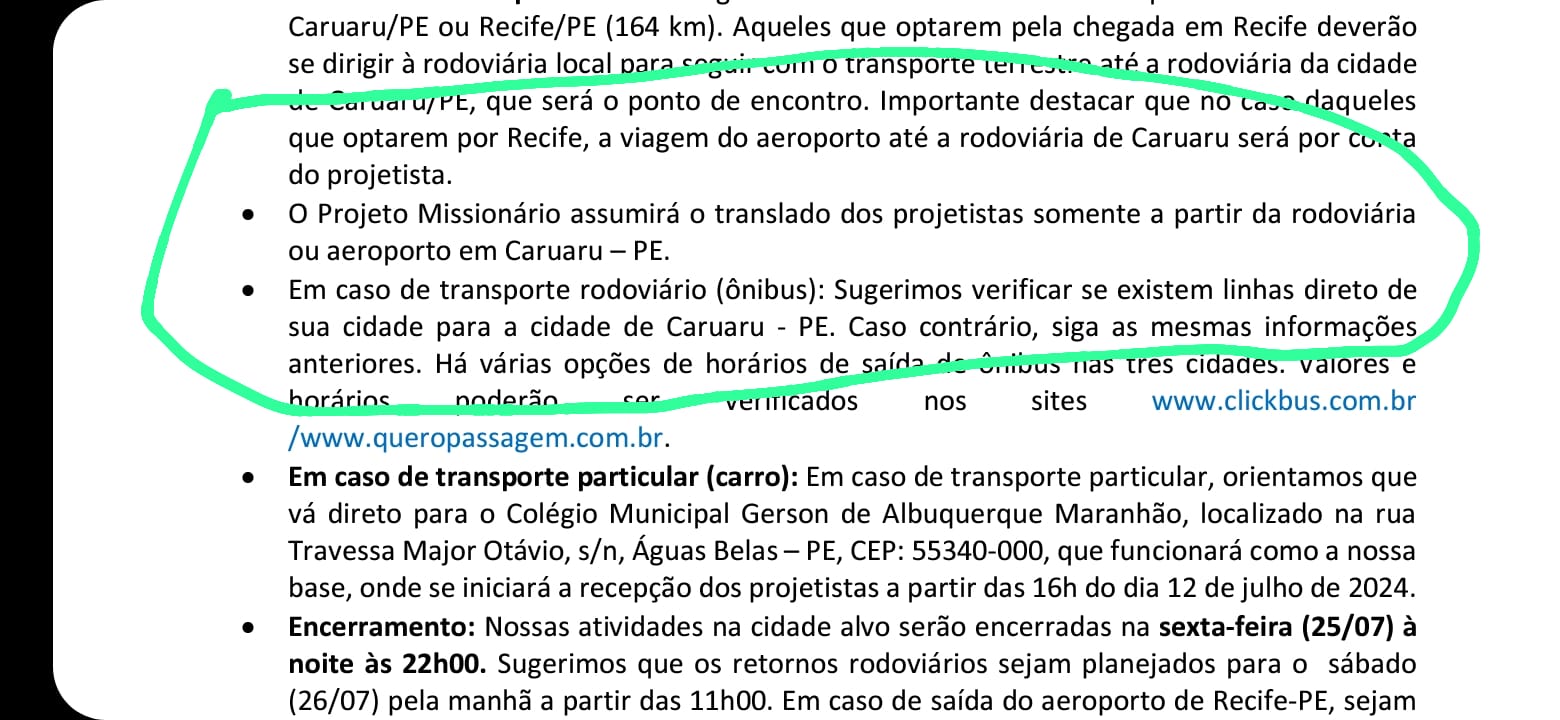 Caruaru/PE ou Recife/PE (164 km). Aqueles que optarem pela chegada em Recife deverão
se dirigir à rodoviária local para seguir com o transporte terrestre até a rodoviária da cidade
de Caruaru/PE, que será o ponto de encontro. Importante destacar que no caso daqueles
que optarem por Recife, a viagem do aeroporto até a rodoviária de Caruaru será por conta
do projetista.
• O Projeto Missionário assumirá o translado dos projetistas somente a partir da rodoviária
ou aeroporto em Caruaru – PE.
• Em caso de transporte rodoviário (ônibus): Sugerimos verificar se existem linhas direto de
sua cidade para a cidade de Caruaru - PE. Caso contrário, siga as mesmas informações
anteriores. Há várias opções de horários de saída de ônibus nas três cidades. Valores e
horários poderão ser verificados nos sites www.clickbus.com.br
/www.queropassagem.com.br.
• Em caso de transporte particular (carro): Em caso de transporte particular, orientamos que
vá direto para o Colégio Municipal Gerson de Albuquerque Maranhão, localizado na rua
Travessa Major Otávio, s/n, Águas Belas – PE, CEP: 55340-000, que funcionará como a nossa
base, onde se iniciará a recepção dos projetistas a partir das 16h do dia 12 de julho de 2024.
• Encerramento: Nossas atividades na cidade alvo serão encerradas na sexta-feira (25/07) à
noite às 22h00. Sugerimos que os retornos rodoviários sejam planejados para o sábado
(26/07) pela manhã a partir das 11h00. Em caso de saída do aeroporto de Recife-PE, sejam